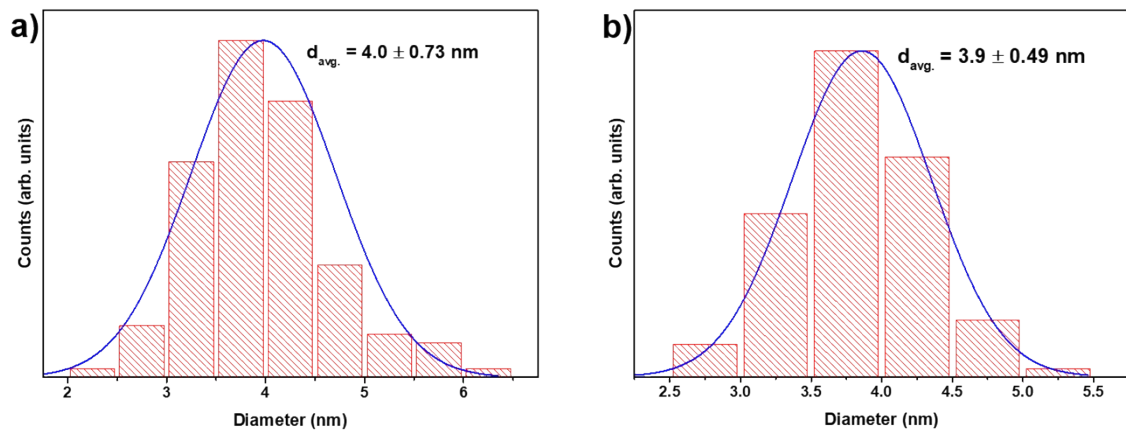 a)
d_avg. = 4.0 ± 0.73 nm
Counts (arb. units)
2 3 4 5 6
Diameter (nm)
b)
d_avg. = 3.9 ± 0.49 nm
Counts (arb. units)
2.5 3.0 3.5 4.0 4.5 5.0 5.5
Diameter (nm)